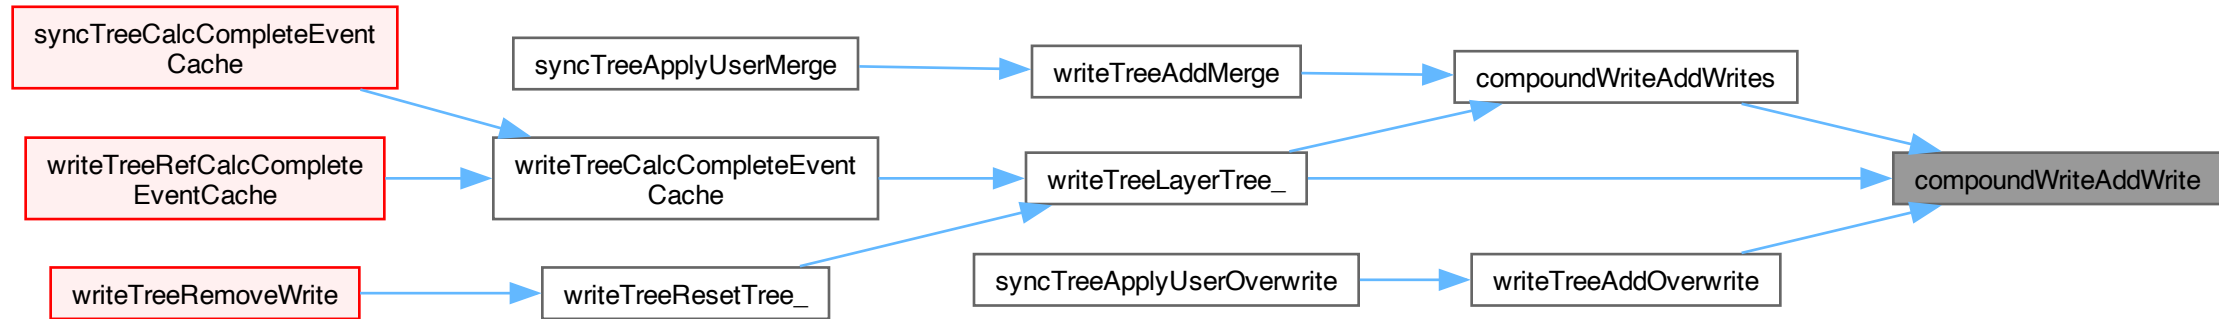 syncTreeCalcCompleteEvent
Cache
syncTreeApplyUserMerge
writeTreeAddMerge
compoundWriteAddWrites
writeTreeRefCalcComplete
EventCache
writeTreeCalcCompleteEvent
Cache
writeTreeLayerTree_
compoundWriteAddWrite
writeTreeRemoveWrite
writeTreeResetTree_
syncTreeApplyUserOverwrite
writeTreeAddOverwrite